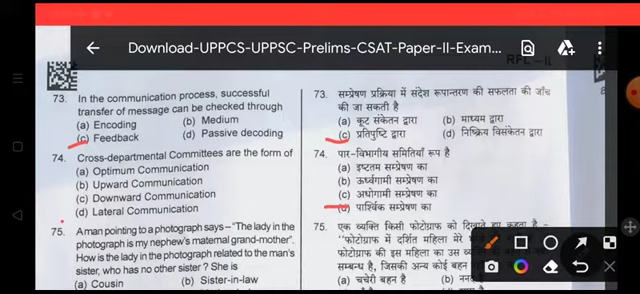 Download-UPPCS-UPPSC-Prelims-CSAT-Paper-II-Exam...
RFL - II
73. In the communication process, successful
transfer of message can be checked through
(a) Encoding (b) Medium
(c) Feedback (d) Passive decoding
74. Cross-departmental Committees are the form of
(a) Optimum Communication
(b) Upward Communication
(c) Downward Communication
(d) Lateral Communication
75. A man pointing to a photograph says – "The lady in the
photograph is my nephew's maternal grand-mother".
How is the lady in the photograph related to the man's
sister, who has no other sister? She is
(a) Cousin (b) Sister-in-law
73. सम्प्रेषण प्रक्रिया में संदेश रूपान्तरण की सफलता की जाँच
की जा सकती है
(a) कूट संकेतन द्वारा (b) माध्यम द्वारा
(c) प्रतिपुष्टि द्वारा (d) निष्क्रिय विसंकेतन द्वारा
74. पार-विभागीय समितियाँ रूप है
(a) इष्टतम सम्प्रेषण का
(b) ऊर्ध्वगामी सम्प्रेषण का
(c) अधोगामी सम्प्रेषण का
(d) पार्श्विक सम्प्रेषण का
75. एक व्यक्ति किसी फोटोग्राफ को दिखाते हुए कहता है –
"फोटोग्राफ में दर्शित महिला मेरे
फोटोग्राफ की इस महिला का उस
सम्बन्ध है, जिसकी अन्य कोई बहन
(a) चचेरी बहन है (b)